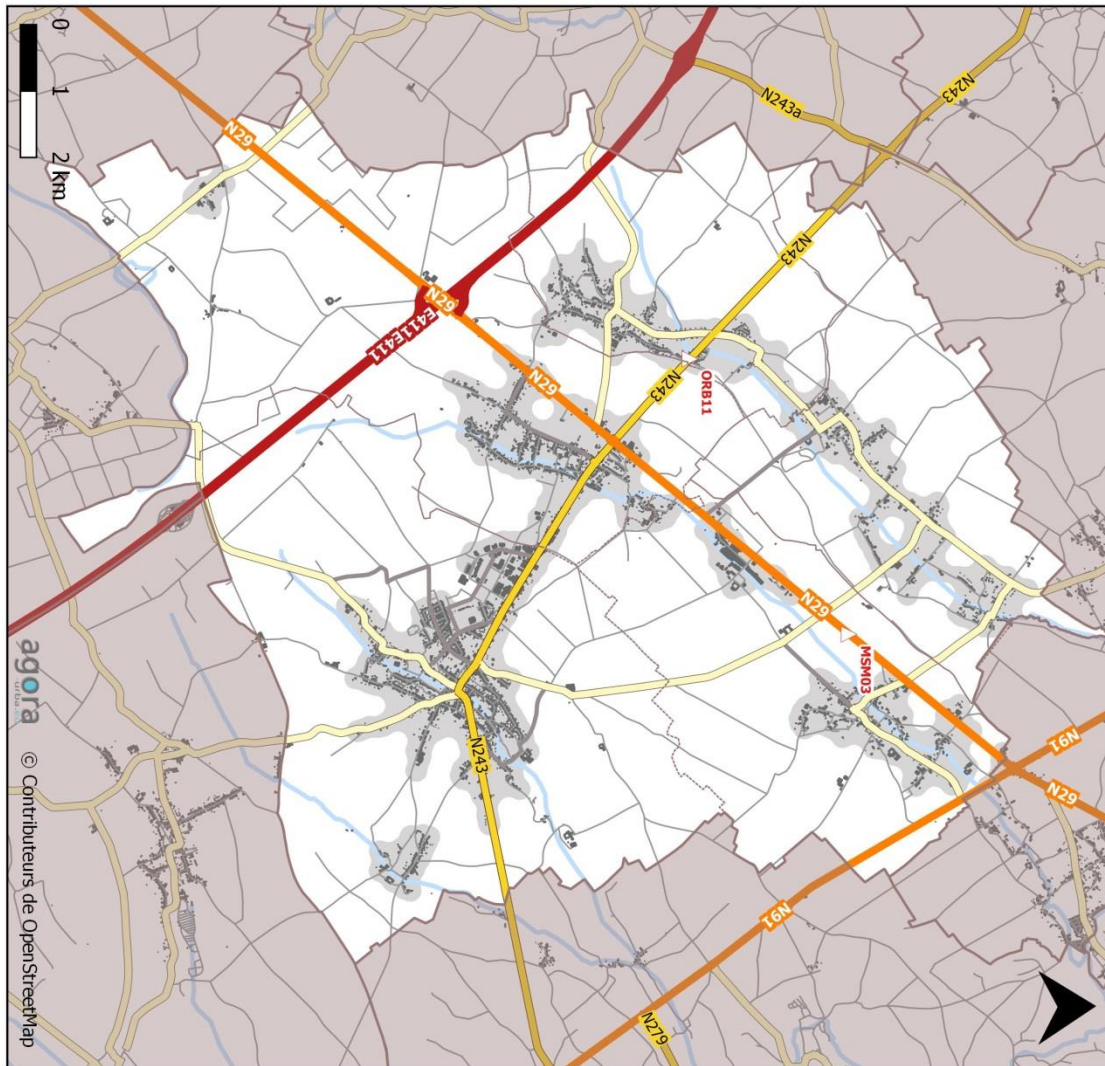 0 1 2 km
N243
N243a
N29
N243
N29
E411E411
N29
N243
ORB11
N29
MSM03
N91
N243
N29
N91
N279
agora
© Contributeurs de OpenStreetMap